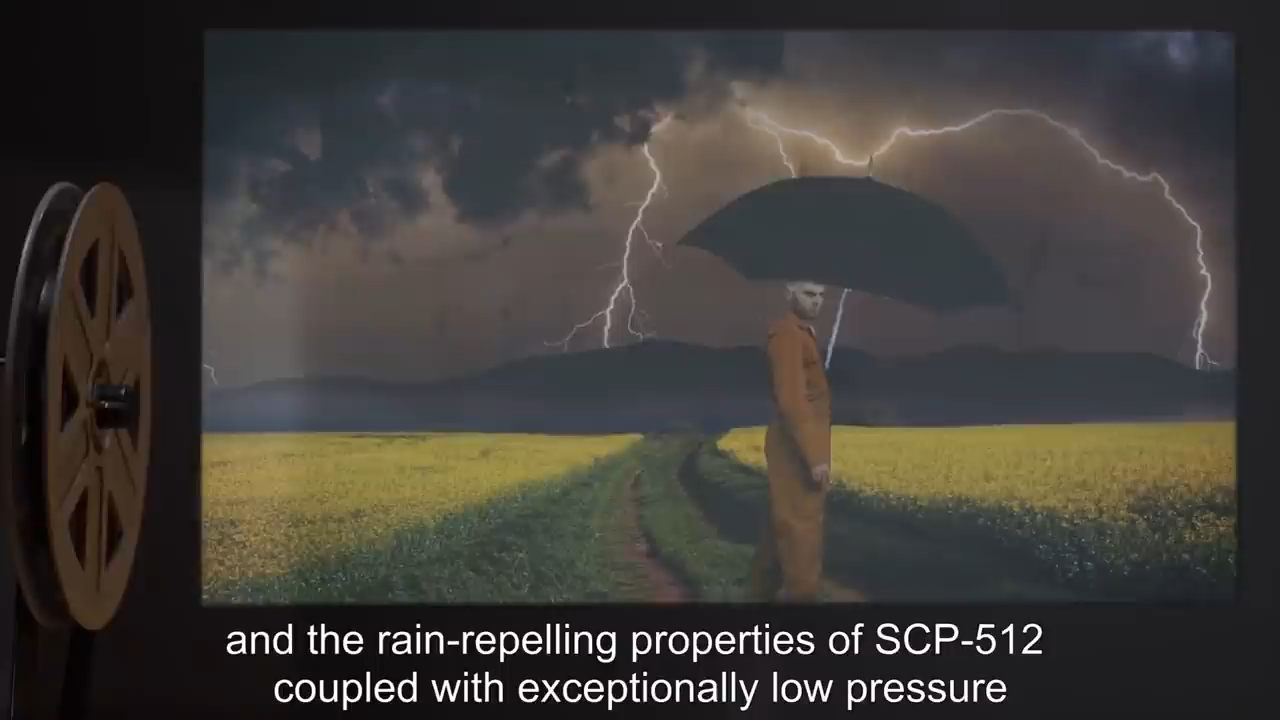 and the rain-repelling properties of SCP-512
coupled with exceptionally low pressure